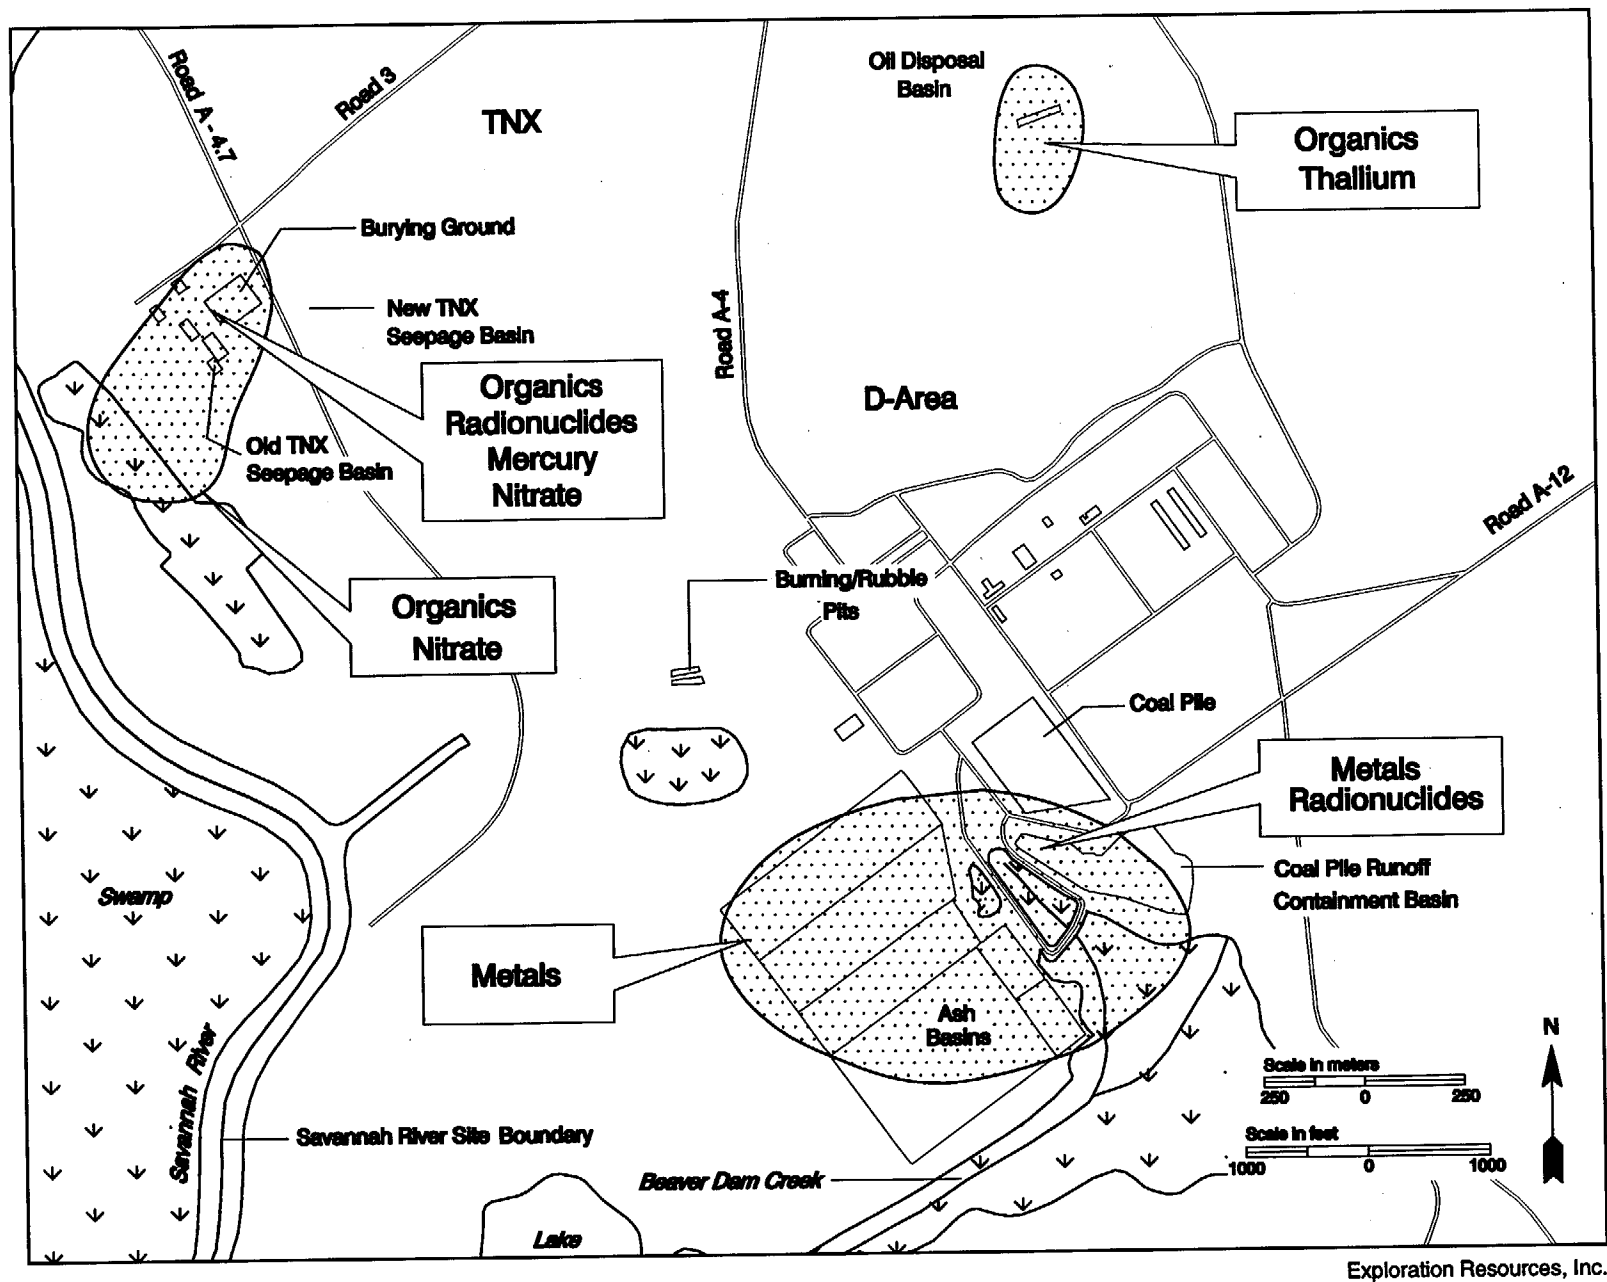 Road A - 4.7
Road 3
TNX
Oil Disposal
Basin
Organics
Thallium
Burying Ground
New TNX
Seepage Basin
Road A-4
Organics
Radionuclides
Mercury
Nitrate
D-Area
Old TNX
Seepage Basin
Road A-12
Organics
Nitrate
Burning/Rubble
Pits
Coal Pile
Metals
Radionuclides
Coal Pile Runoff
Containment Basin
Swamp
Metals
Ash
Basins
Savannah River
N
Scale in meters
250 0 250
Scale in feet
1000 0 1000
Savannah River Site Boundary
Beaver Dam Creek
Lake
Exploration Resources, Inc.